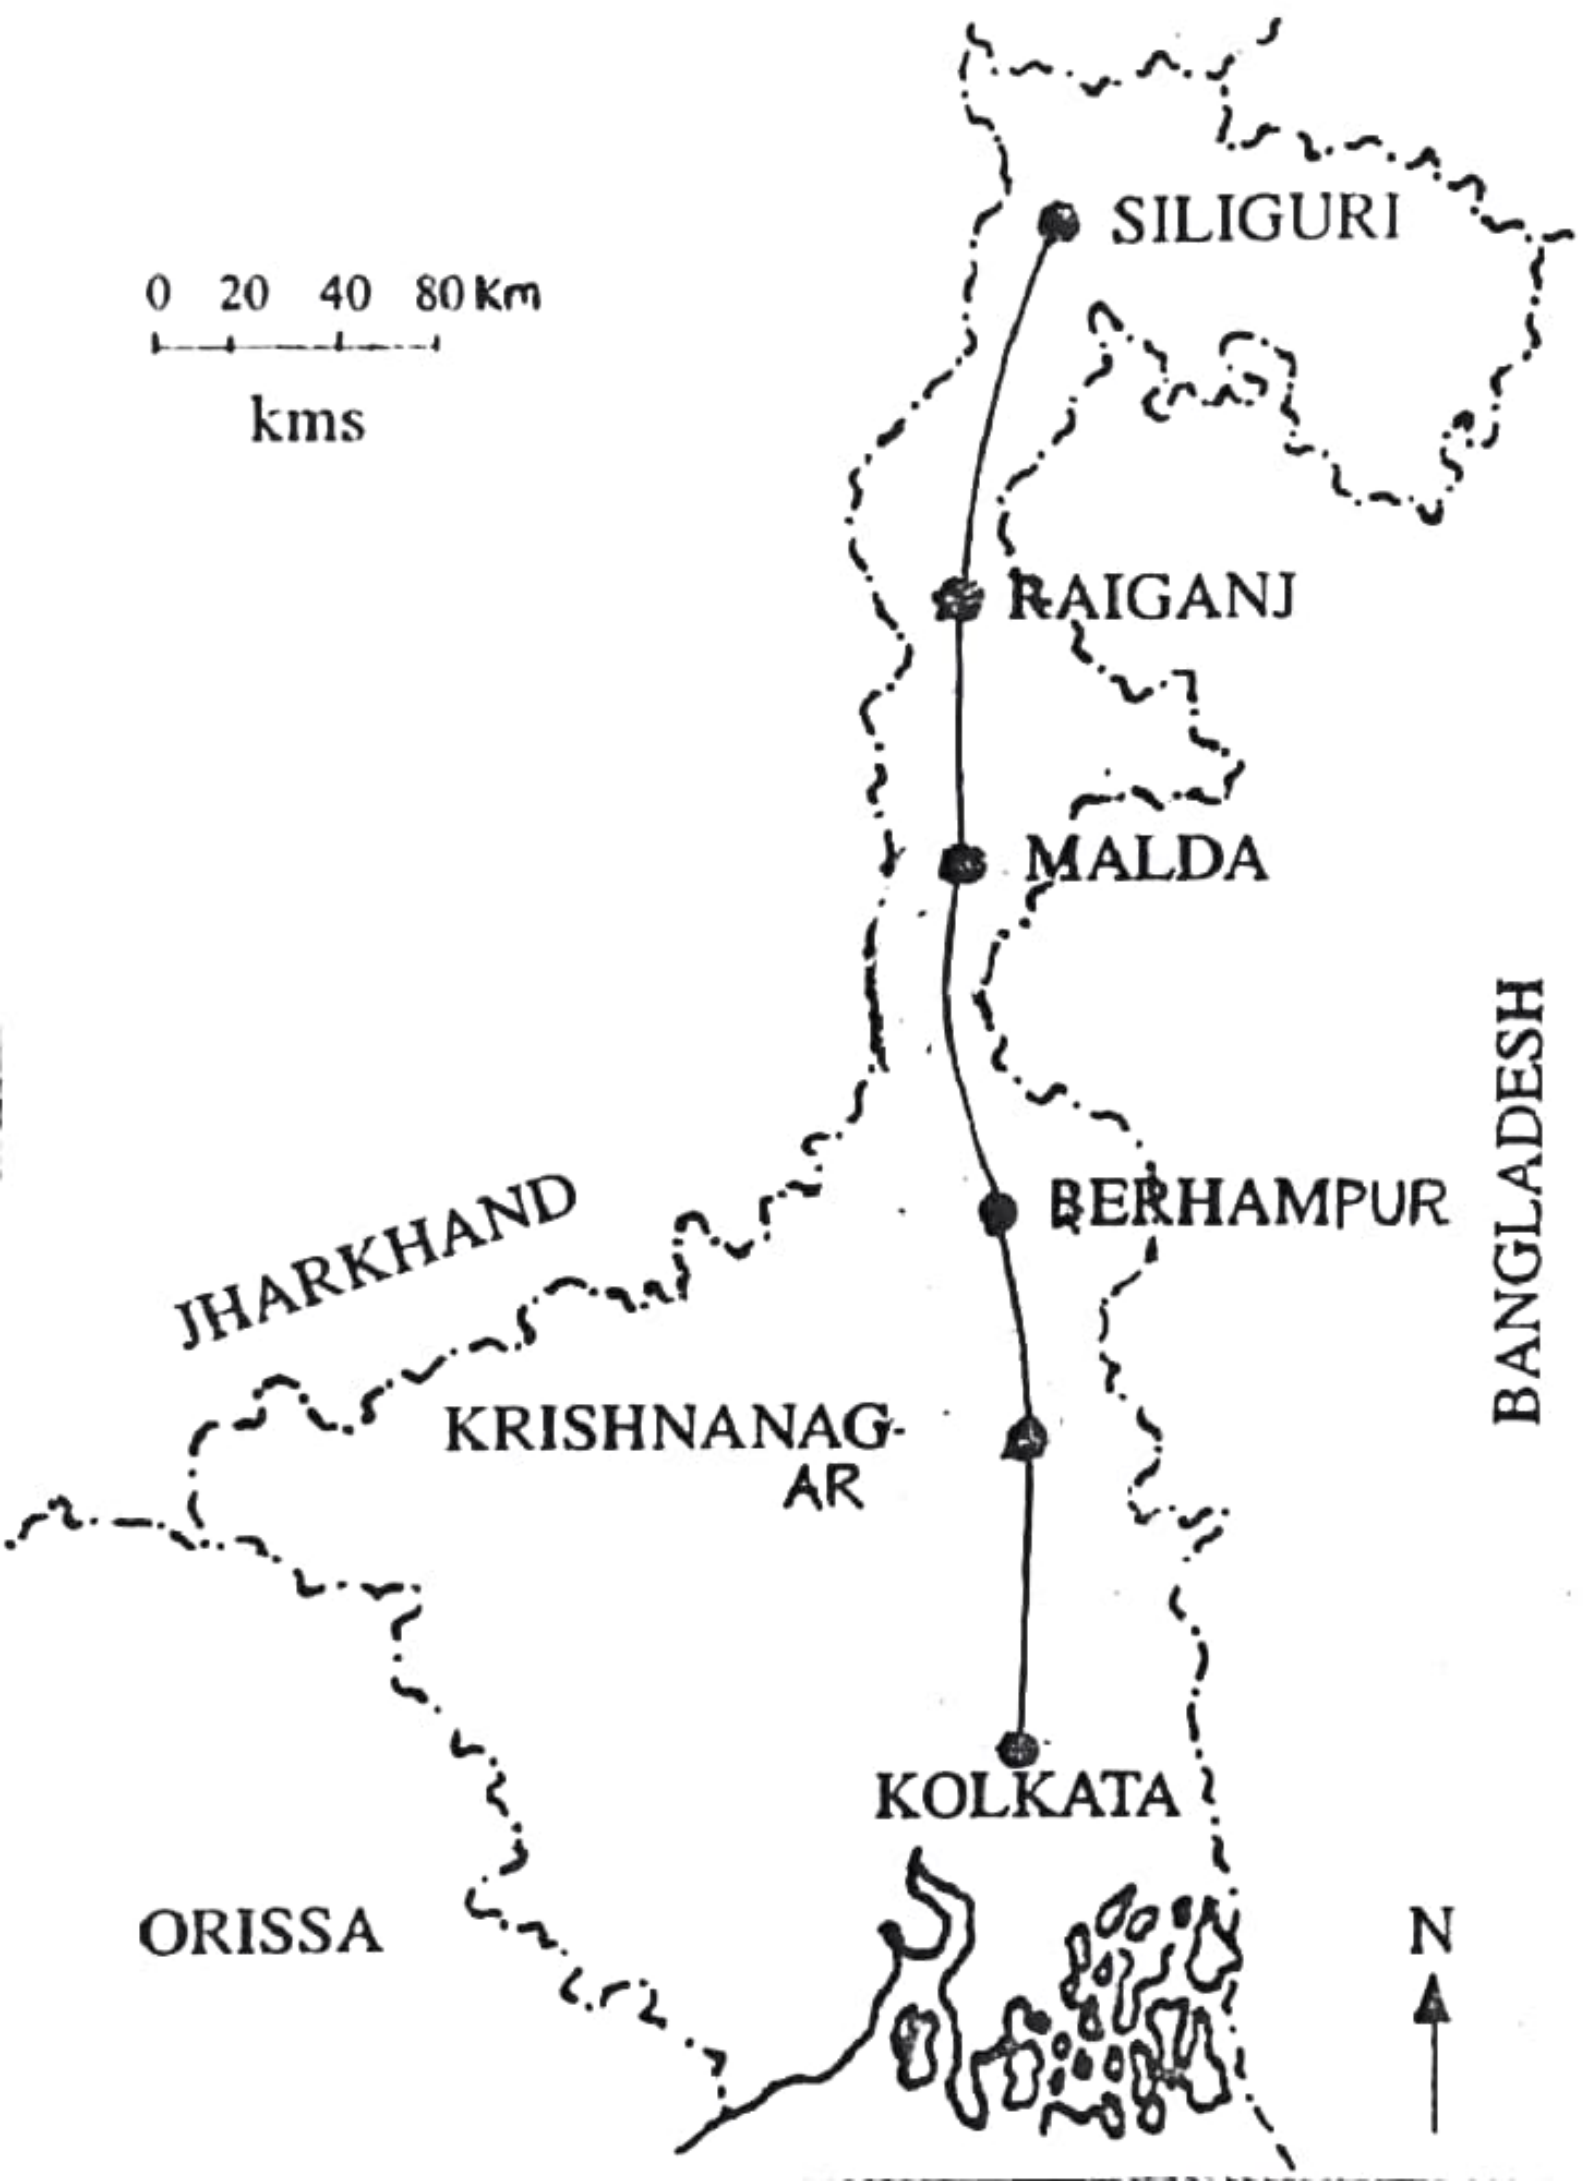 SILIGURI
0 20 40 80 Km
kms
RAIGANJ
MALDA
BANGLADESH
JHARKHAND
BERHAMPUR
KRISHNANAG-
AR
KOLKATA
ORISSA
N